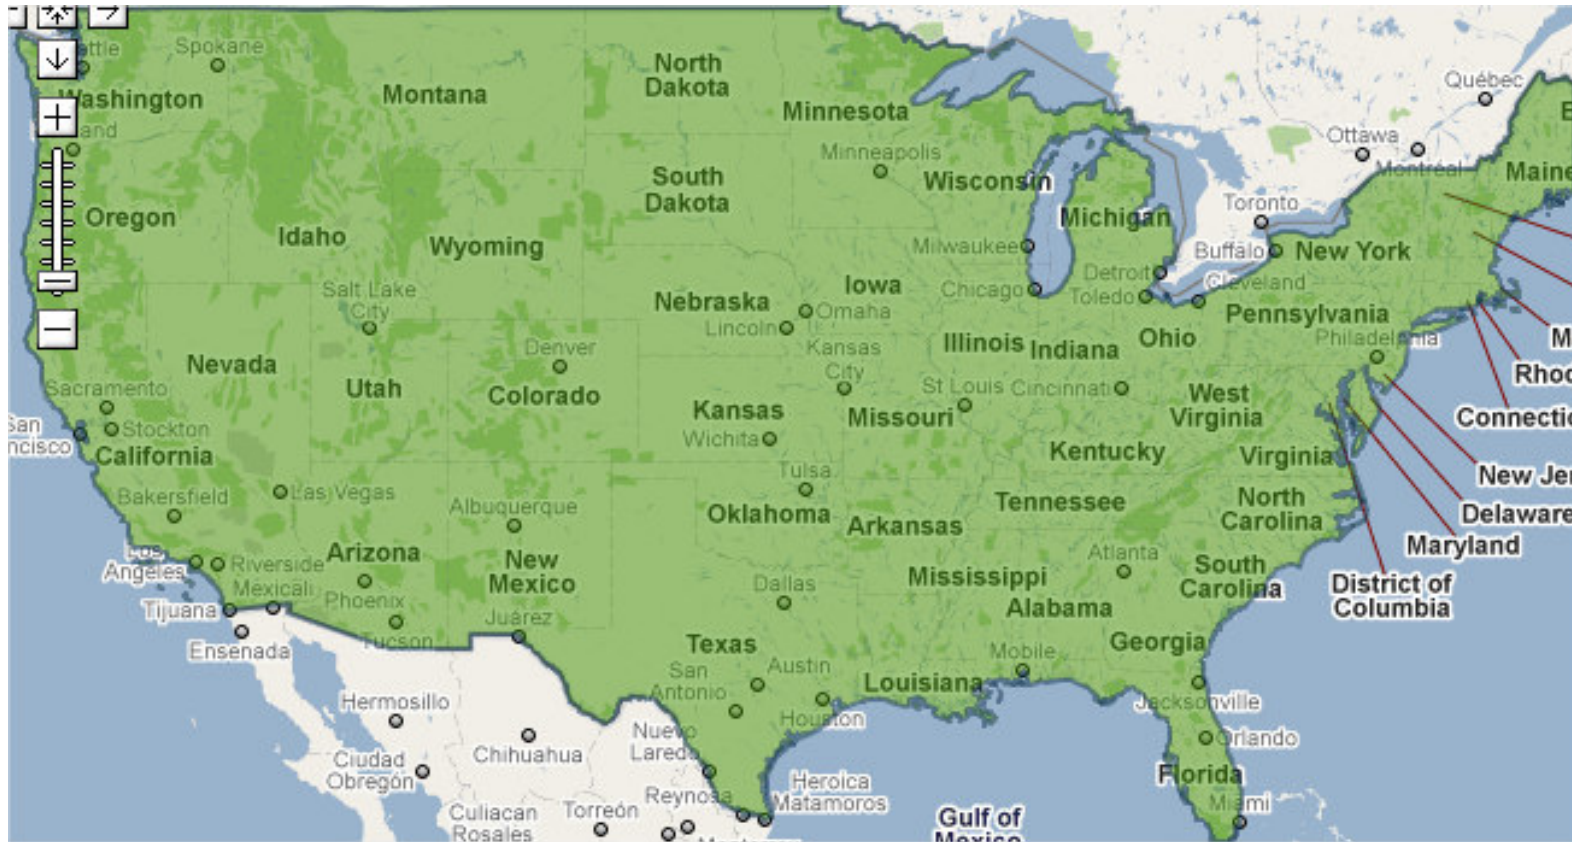 Spokane
Washington
Montana
North
Dakota
Minnesota
Québec
Ottawa
Montréal
Minneapolis
Oregon
Idaho
Wyoming
South
Dakota
Wisconsin
Michigan
Maine
Toronto
Buffalo
New York
Milwaukee
Detroit
Chicago
Toledo
Cleveland
Salt Lake
City
Nebraska
Iowa
Omaha
Lincoln
Pennsylvania
Philadelphia
Nevada
Utah
Denver
Colorado
Kansas
City
Illinois
Indiana
Ohio
Sacramento
Stockton
San
ncisco
California
Kansas
Wichita
St Louis
Cincinnati
Missouri
West
Virginia
Kentucky
Virginia
M
Rhod
Connectic
New Jer
Delaware
Maryland
District of
Columbia
Bakersfield
Las Vegas
Albuquerque
Tulsa
Oklahoma
Arkansas
Tennessee
North
Carolina
Los
Angeles
Riverside
Arizona
New
Mexico
Mexicali
Phoenix
Tijuana
Ensenada
Tucson
Juárez
Dallas
Mississippi
Alabama
Atlanta
South
Carolina
Georgia
Texas
Austin
San
Antonio
Houston
Louisiana
Mobile
Jacksonville
Orlando
Florida
Miami
Hermosillo
Chihuahua
Ciudad
Obregón
Nuevo
Laredo
Culiacan
Rosales
Torreón
Reynosa
Heroica
Matamoros
Gulf of
Mexico